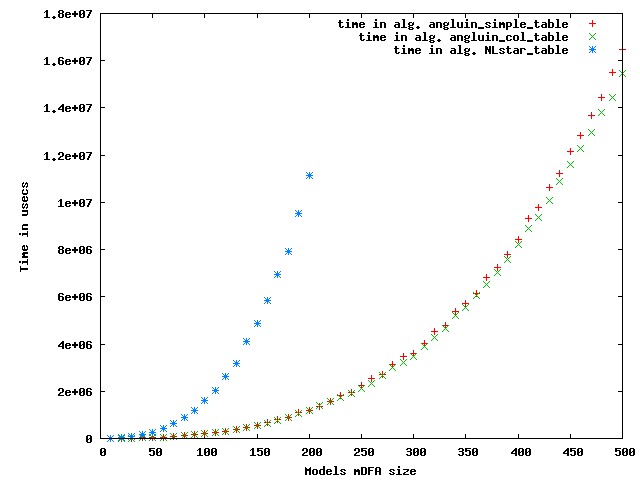 1.8e+07
time in alg. angluin_simple_table
time in alg. angluin_col_table
time in alg. NLstar_table
1.6e+07
1.4e+07
1.2e+07
1e+07
8e+06
6e+06
4e+06
2e+06
0
Time in usecs
0 50 100 150 200 250 300 350 400 450 500
Models mDFA size